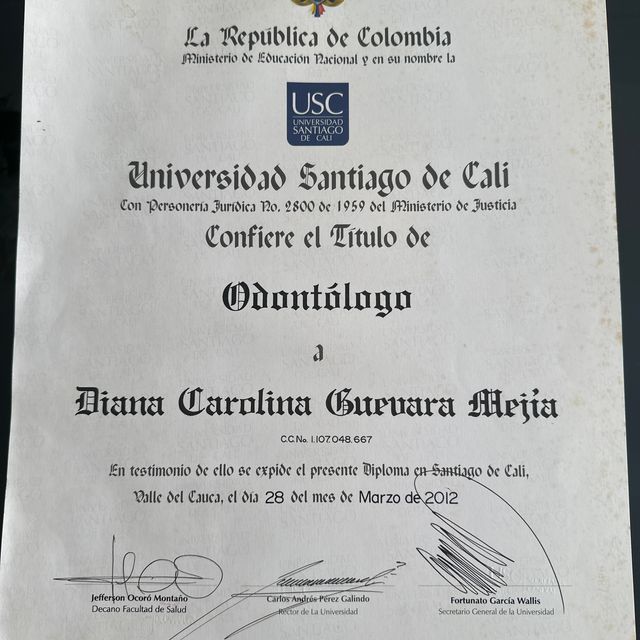 La República de Colombia
Ministerio de Educación Nacional y en su nombre la
USC
UNIVERSIDAD
SANTIAGO
DE CALI
Universidad Santiago de Cali
Con Personería Jurídica No. 2800 de 1959 del Ministerio de Justicia
Confiere el Título de
Odontólogo
a
Diana Carolina Guevara Mejía
C.C.No. 1.107.048.667
En testimonio de ello se expide el presente Diploma en Santiago de Cali,
Valle del Cauca, el día 28 del mes de Marzo de 2012
Jefferson Ocoró Montaño
Decano Facultad de Salud
Carlos Andrés Pérez Galindo
Rector de La Universidad
Fortunato García Wallis
Secretario General de la Universidad